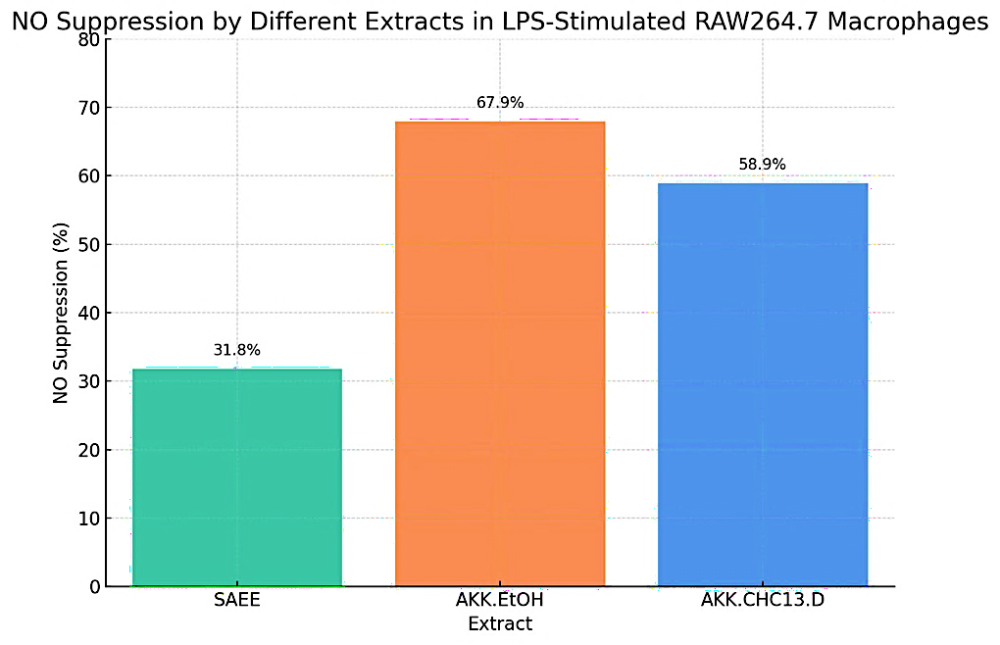 NO Suppression by Different Extracts in LPS-Stimulated RAW264.7 Macrophages
80
70
60
50
40
30
20
10
0
NO Suppression (%)
31.8%
67.9%
58.9%
SAEE
AKK.EtOH
AKK.CHC13.D
Extract